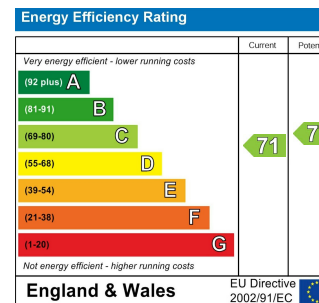 Energy Efficiency Rating
Current
Very energy efficient - lower running costs
(92 plus) A
(81-91) B
(69-80) C
(55-68) D
(39-54) E
(21-38) F
(1-20) G
71
7
Not energy efficient - higher running costs
England & Wales
EU Directive
2002/91/EC